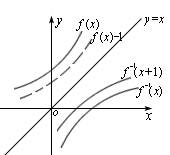 y
f(x)
y=x
f(x)-1
f⁻¹(x+1)
f⁻¹(x)
o
x